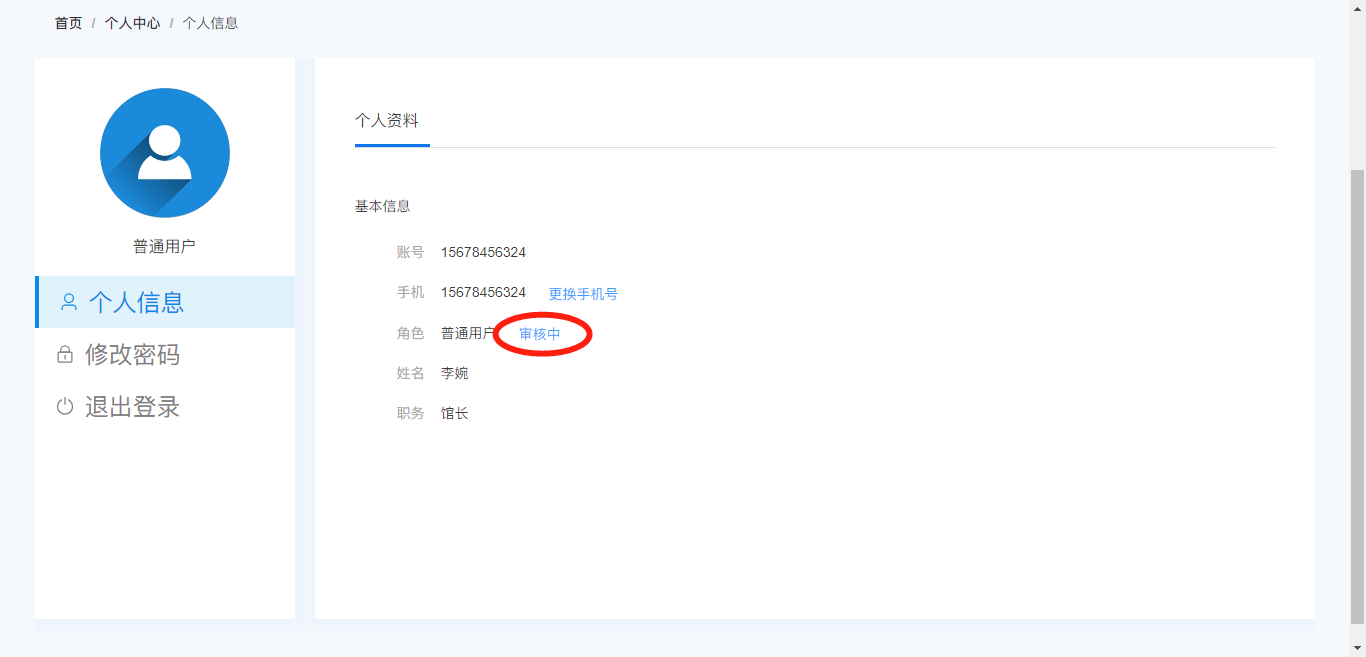 首页 / 个人中心 / 个人信息
普通用户
个人信息
修改密码
退出登录
个人资料
基本信息
账号 15678456324
手机 15678456324 更换手机号
角色 普通用户 审核中
姓名 李婉
职务 馆长